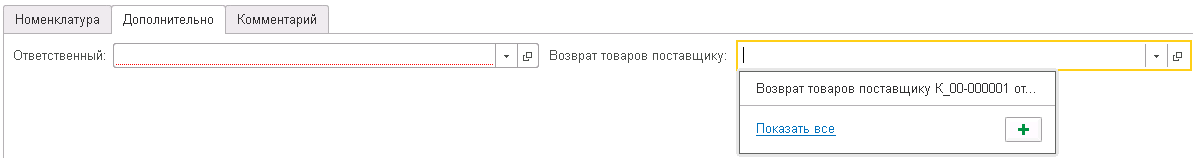 Номенклатура Дополнительно Комментарий
Ответственный: Возврат товаров поставщику:
Возврат товаров поставщику К_00-000001 от...
Показать все